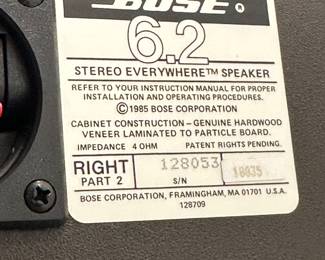 BOSE
6.2
STEREO EVERYWHERE™ SPEAKER
REFER TO YOUR INSTRUCTION MANUAL FOR PROPER
INSTALLATION AND OPERATING PROCEDURES.
©1985 BOSE CORPORATION
CABINET CONSTRUCTION – GENUINE HARDWOOD
VENEER LAMINATED TO PARTICLE BOARD.
IMPEDANCE 4 OHM PATENT RIGHTS PENDING.
RIGHT 128053 18035
PART 2 S/N
BOSE CORPORATION, FRAMINGHAM, MA 01701 U.S.A.
128709